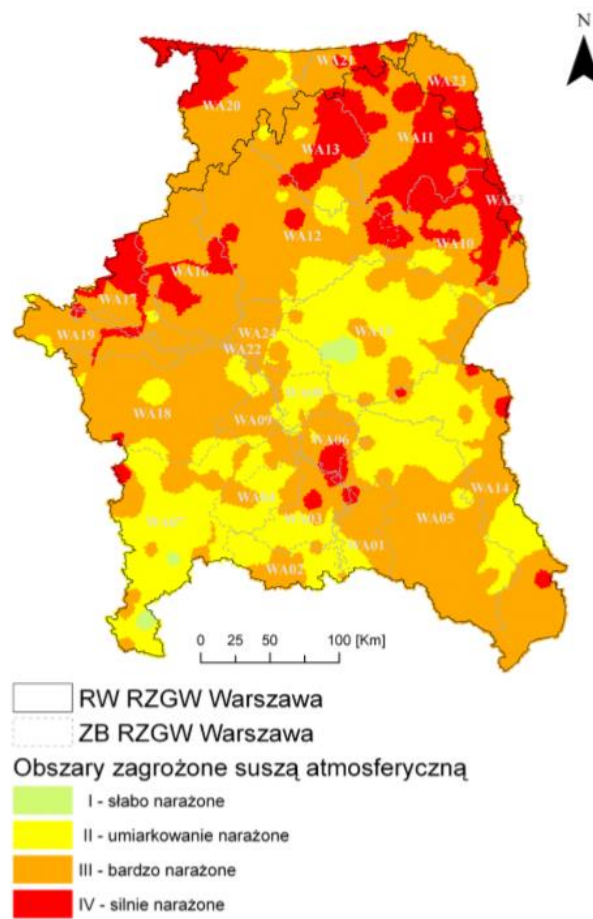 N
WA21
WA23
WA20
WA11
WA13
WA12
WA10
WA16
WA17
WA19
WA24
WA22
WA18
WA09
WA06
WA14
WA05
WA03
WA01
WA02
0 25 50 100 [Km]
RW RZGW Warszawa
ZB RZGW Warszawa
Obszary zagrożone suszą atmosferyczną
I - słabo narażone
II - umiarkowanie narażone
III - bardzo narażone
IV - silnie narażone